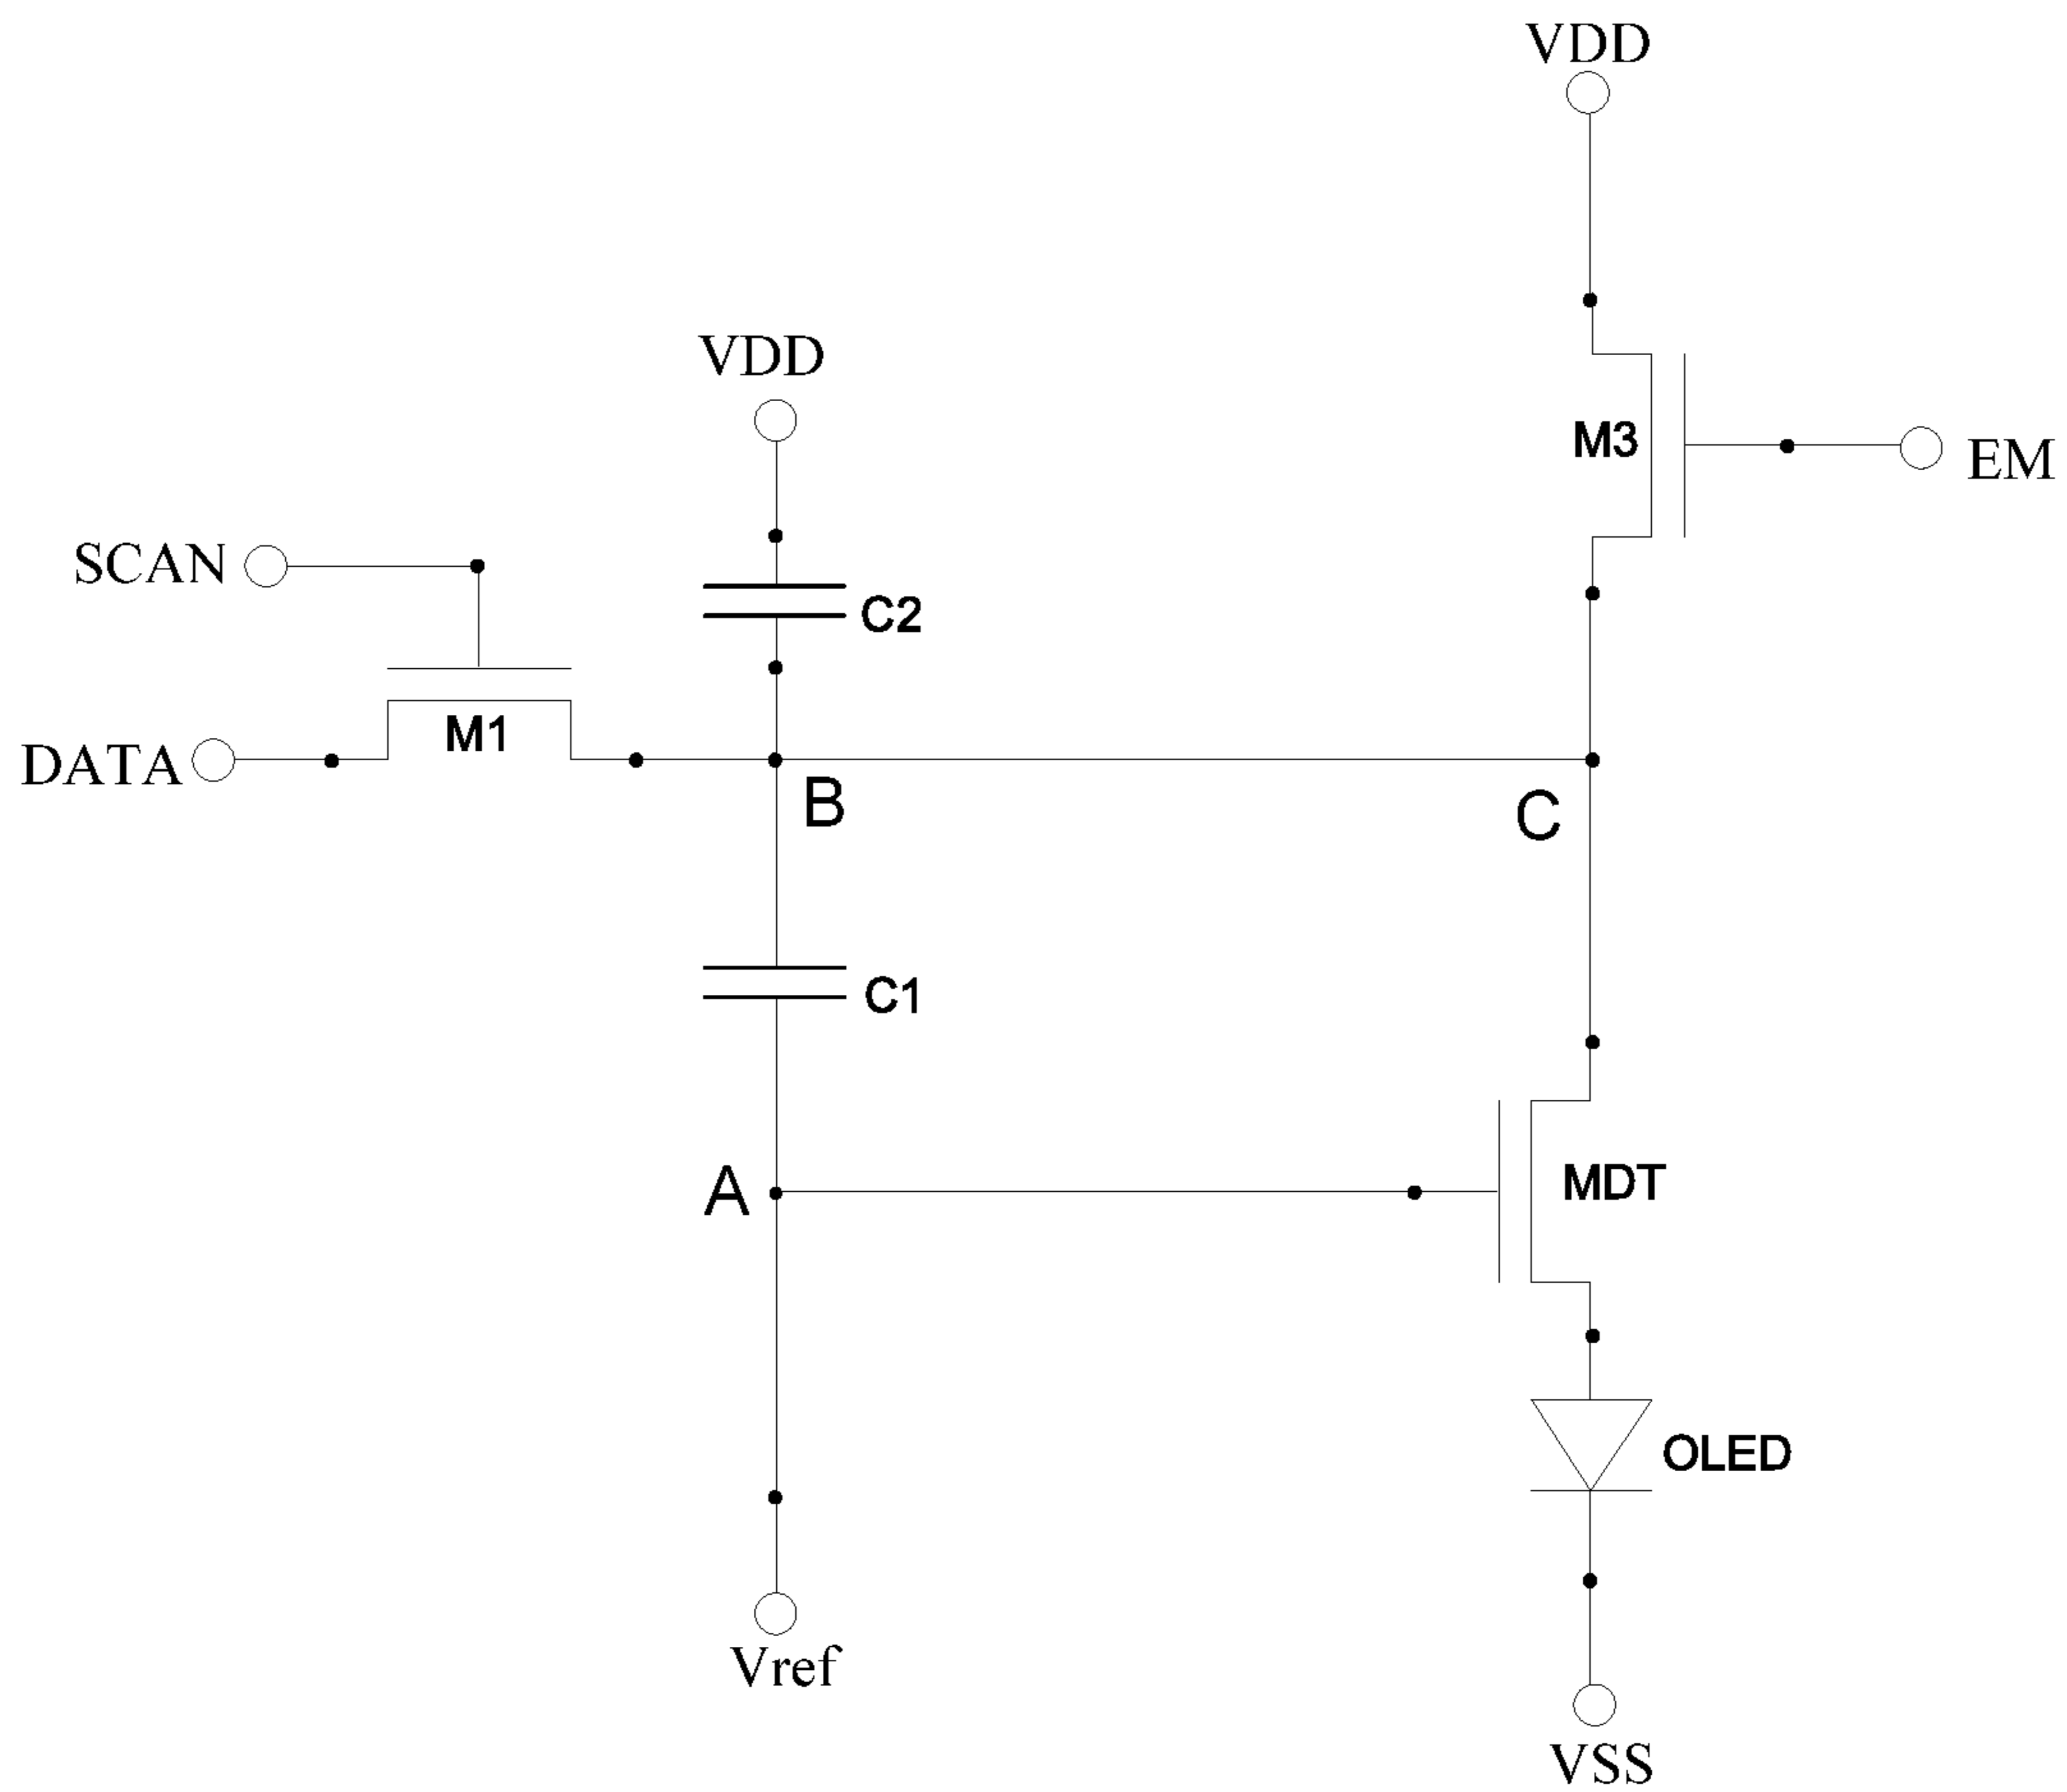 VDD
VDD
M3
EM
SCAN
C2
M1
DATA
B
C
C1
A
MDT
OLED
Vref
VSS